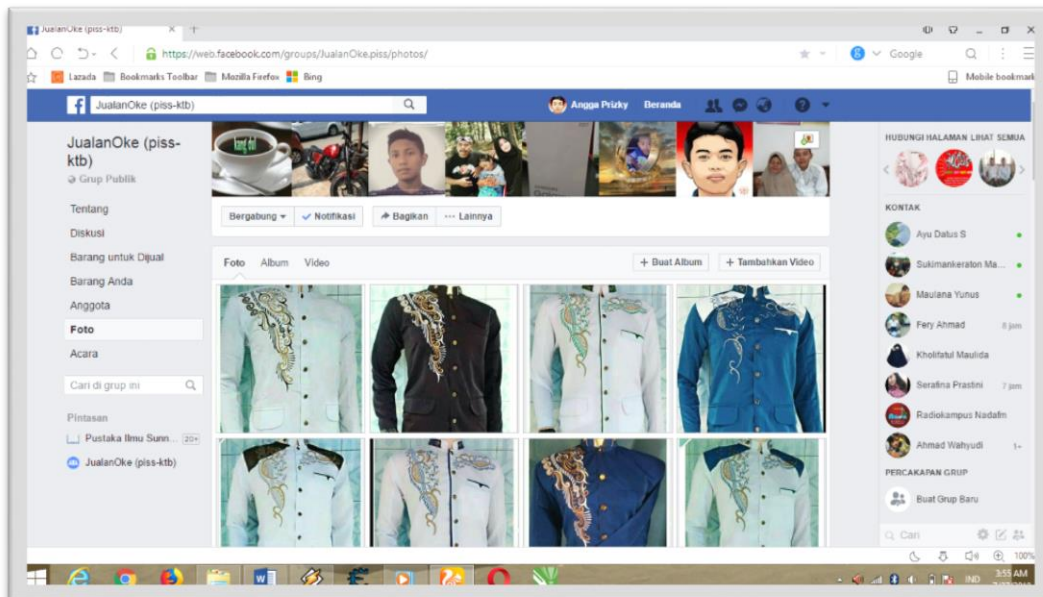 JualanOke (piss-ktb)
https://web.facebook.com/groups/JualanOke.piss/photos/
Google
Lazada
Bookmarks Toolbar
Mozilla Firefox
Bing
Mobile bookmark
JualanOke (piss-ktb)
Angga Prizky
Beranda
JualanOke (piss-
ktb)
Grup Publik
Tentang
Diskusi
Barang untuk Dijual
Barang Anda
Anggota
Foto
Acara
Cari di grup ini
Pintasan
Pustaka Ilmu Sunn... 20+
JualanOke (piss-ktb)
kang dul
Bergabung
Notifikasi
Bagikan
Lainnya
Foto
Album
Video
+ Buat Album
+ Tambahkan Video
HUBUNGI HALAMAN LIHAT SEMUA
KONTAK
Ayu Datus S
Sukimankeraton Ma...
Maulana Yunus
Fery Ahmad 8 jam
Kholifatul Maulida
Serafina Prastini 7 jam
Radiokampus Nadafm
Ahmad Wahyudi
PERCAKAPAN GRUP
Buat Grup Baru
Cari
100%
IND
3:55 AM